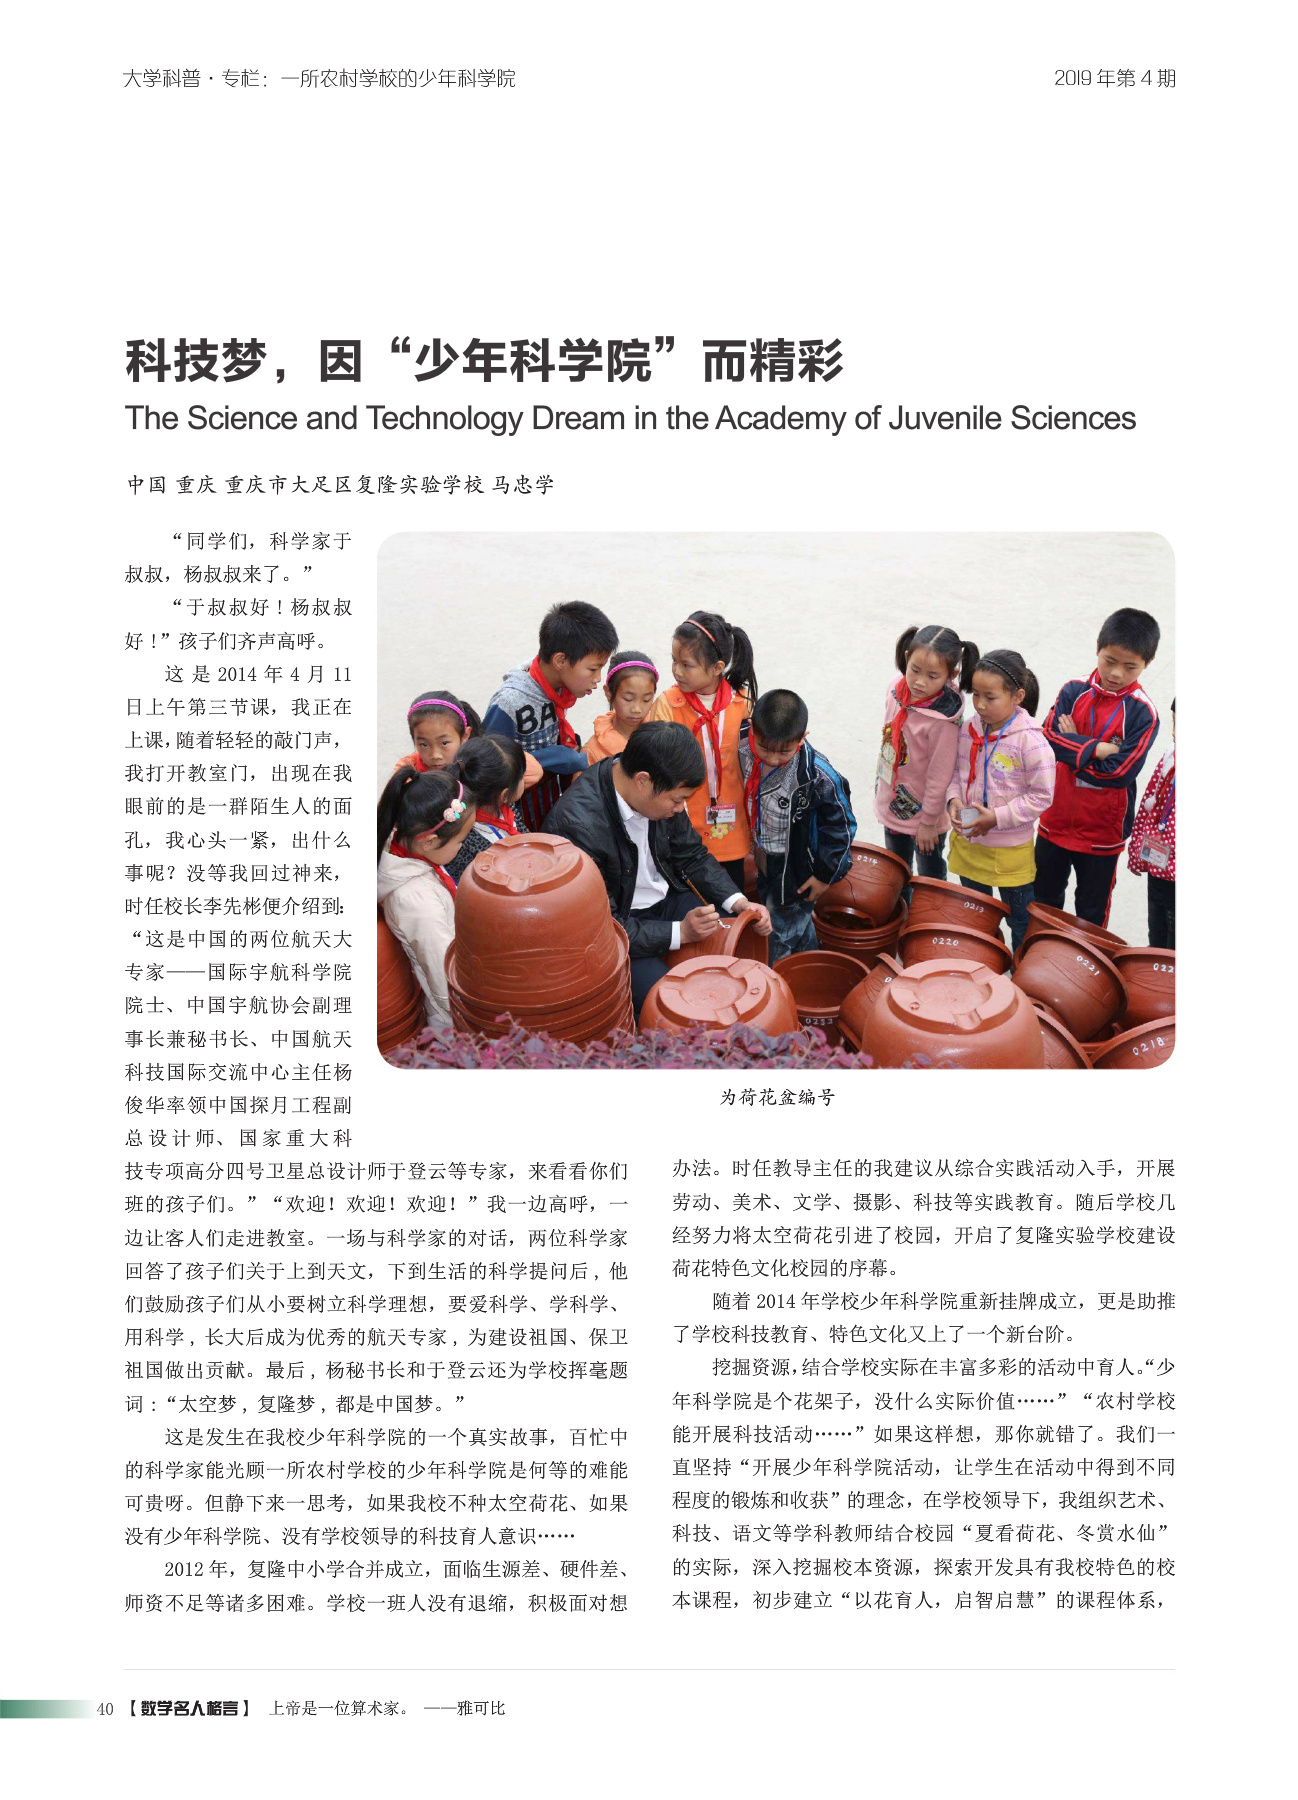 大学科普·专栏：一所农村学校的少年科学院
2019 年第 4 期
科技梦，因“少年科学院”而精彩
The Science and Technology Dream in the Academy of Juvenile Sciences
中国 重庆 重庆市大足区复隆实验学校 马忠学
“同学们，科学家于
叔叔，杨叔叔来了。”
“于叔叔好！杨叔叔
好！”孩子们齐声高呼。
这是 2014 年 4 月 11
日上午第三节课，我正在
上课，随着轻轻的敲门声，
我打开教室门，出现在我
眼前的是一群陌生人的面
孔，我心头一紧，出什么
事呢？没等我回过神来，
时任校长李先彬便介绍到：
“这是中国的两位航天大
专家——国际宇航科学院
院士、中国宇航协会副理
事长兼秘书长、中国航天
科技国际交流中心主任杨
俊华率领中国探月工程副
总设计师、国家重大科
技专项高分四号卫星总设计师于登云等专家，来看看你们
班的孩子们。”“欢迎！欢迎！欢迎！”我一边高呼，一
边让客人们走进教室。一场与科学家的对话，两位科学家
回答了孩子们关于上到天文，下到生活的科学提问后，他
们鼓励孩子们从小要树立科学理想，要爱科学、学科学、
用科学，长大后成为优秀的航天专家，为建设祖国、保卫
祖国做出贡献。最后，杨秘书长和于登云还为学校挥毫题
词：“太空梦，复隆梦，都是中国梦。”
这是发生在我校少年科学院的一个真实故事，百忙中
的科学家能光顾一所农村学校的少年科学院是何等的难能
可贵呀。但静下来一思考，如果我校不种太空荷花、如果
没有少年科学院、没有学校领导的科技育人意识……
2012 年，复隆中小学合并成立，面临生源差、硬件差、
师资不足等诸多困难。学校一班人没有退缩，积极面对想
BA
0214
0213
0220
0221
022
0232
0218
为荷花盆编号
办法。时任教导主任的我建议从综合实践活动入手，开展
劳动、美术、文学、摄影、科技等实践教育。随后学校几
经努力将太空荷花引进了校园，开启了复隆实验学校建设
荷花特色文化校园的序幕。
随着 2014 年学校少年科学院重新挂牌成立，更是助推
了学校科技教育、特色文化又上了一个新台阶。
挖掘资源，结合学校实际在丰富多彩的活动中育人。“少
年科学院是个花架子，没什么实际价值……”“农村学校
能开展科技活动……”如果这样想，那你就错了。我们一
直坚持“开展少年科学院活动，让学生在活动中得到不同
程度的锻炼和收获”的理念，在学校领导下，我组织艺术、
科技、语文等学科教师结合校园“夏看荷花、冬赏水仙”
的实际，深入挖掘校本资源，探索开发具有我校特色的校
本课程，初步建立“以花育人，启智启慧”的课程体系，
40 【数学名人格言】 上帝是一位算术家。 ——雅可比